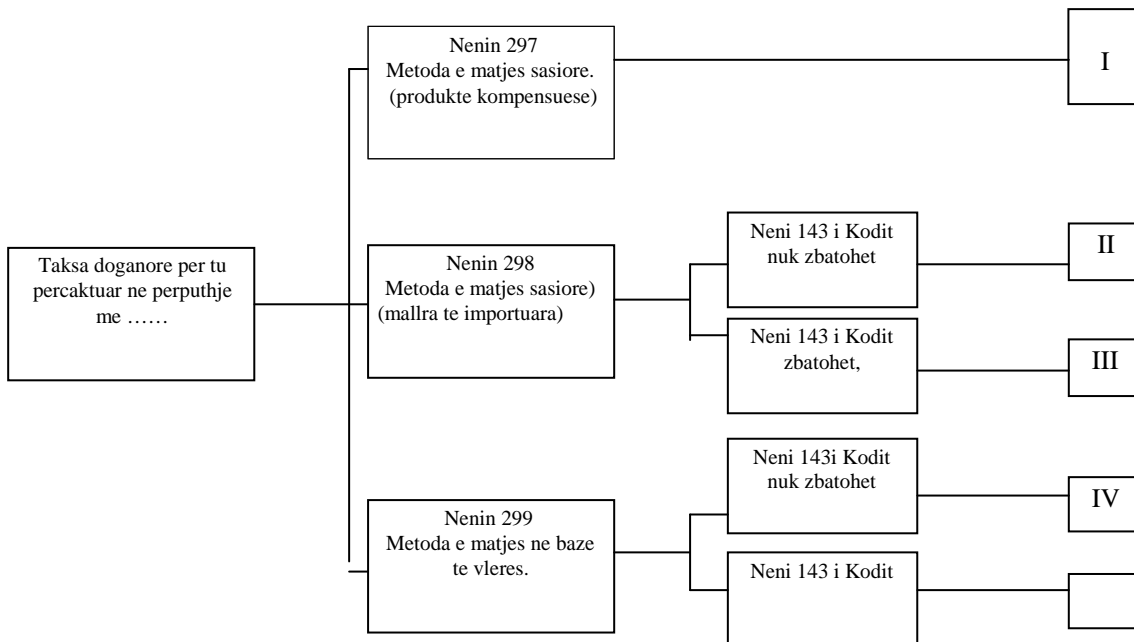 Nenin 297
Metoda e matjes sasiore.
(produkte kompensuese)
I
Taksa doganore per tu
percaktuar ne perputhje
me ......
Nenin 298
Metoda e matjes sasiore)
(mallra te importuara)
Neni 143 i Kodit
nuk zbatohet
II
Neni 143 i Kodit
zbatohet,
III
Nenin 299
Metoda e matjes ne baze
te vleres.
Neni 143i Kodit
nuk zbatohet
IV
Neni 143 i Kodit